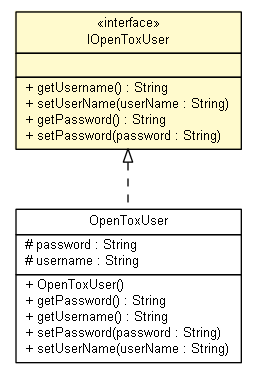 «interface»
IOpenToxUser
+ getUsername() : String
+ setUserName(userName : String)
+ getPassword() : String
+ setPassword(password : String)
OpenToxUser
# password : String
# username : String
+ OpenToxUser()
+ getPassword() : String
+ getUsername() : String
+ setPassword(password : String)
+ setUserName(userName : String)